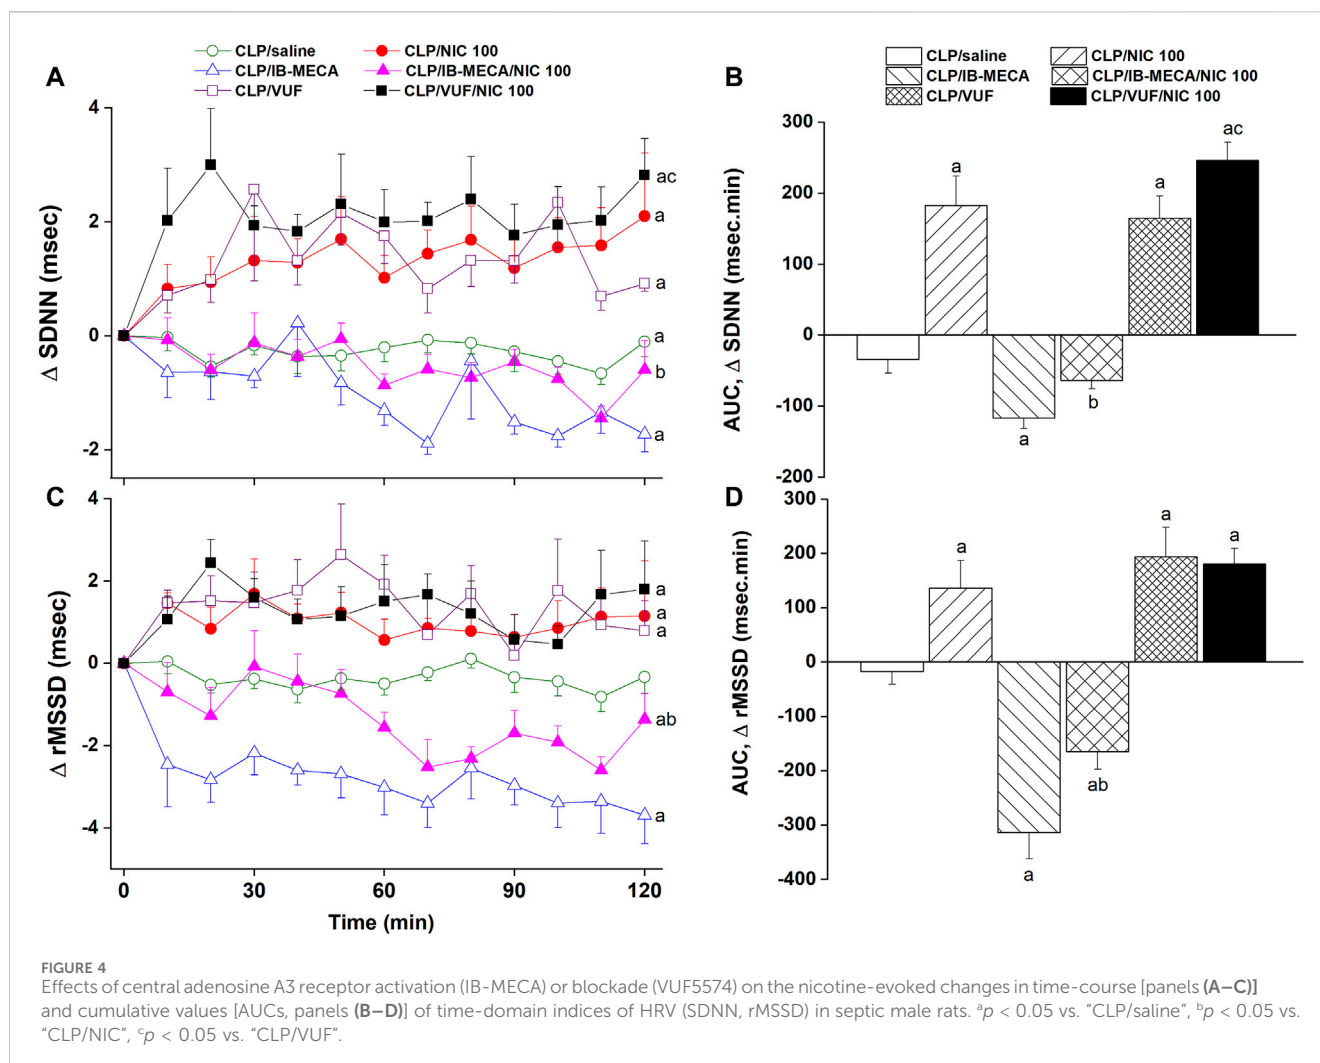 CLP/saline
CLP/NIC 100
CLP/IB-MECA
CLP/IB-MECA/NIC 100
CLP/VUF
CLP/VUF/NIC 100
A
Δ SDNN (msec)
4
2
0
-2
ac
a
a
a
b
a
CLP/saline
CLP/NIC 100
CLP/IB-MECA
CLP/IB-MECA/NIC 100
CLP/VUF
CLP/VUF/NIC 100
B
AUC, Δ SDNN (msec.min)
300
200
100
0
-100
-200
a
a
b
a
ac
C
Δ rMSSD (msec)
4
2
0
-2
-4
a
a
a
ab
a
0
30
60
90
120
Time (min)
D
AUC, Δ rMSSD (msec.min)
300
200
100
0
-100
-200
-300
-400
a
a
ab
a
a
FIGURE 4
Effects of central adenosine A3 receptor activation (IB-MECA) or blockade (VUF5574) on the nicotine-evoked changes in time-course [panels (A–C)]
and cumulative values [AUCs, panels (B–D)] of time-domain indices of HRV (SDNN, rMSSD) in septic male rats. ᵃp < 0.05 vs. “CLP/saline”, ᵇp < 0.05 vs.
“CLP/NIC”, ᶜp < 0.05 vs. “CLP/VUF”.